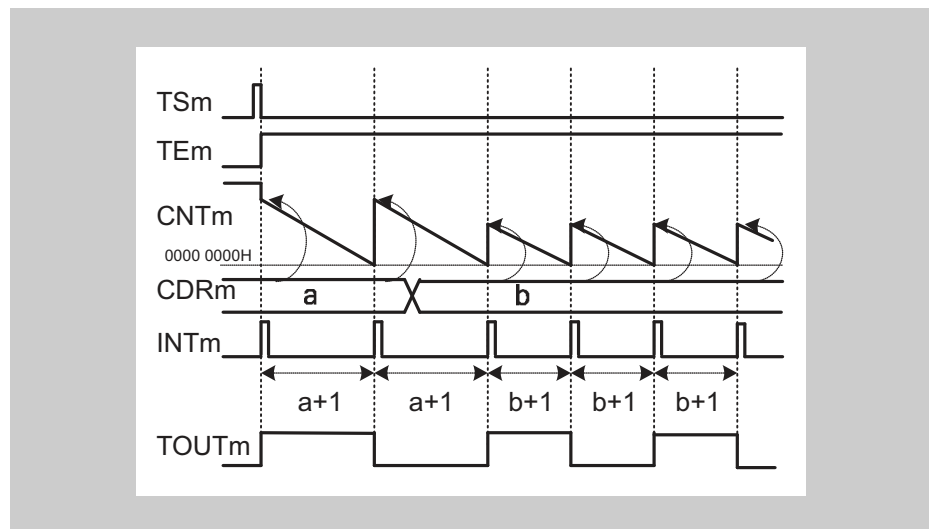 TSm
TEm
CNTm
0000 0000H
CDRm a b
INTm
a+1 a+1 b+1 b+1 b+1
TOUTm